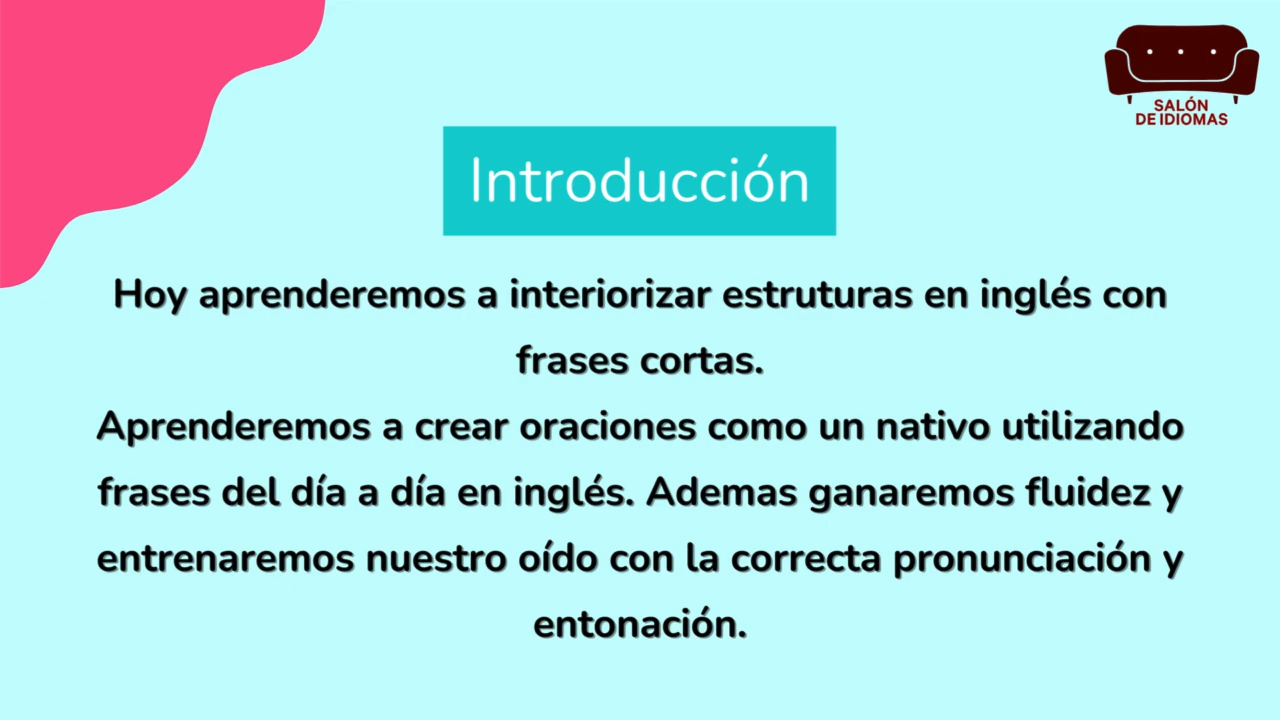 SALÓN
DE IDIOMAS
Introducción
Hoy aprenderemos a interiorizar estruturas en inglés con
frases cortas.
Aprenderemos a crear oraciones como un nativo utilizando
frases del día a día en inglés. Ademas ganaremos fluidez y
entrenaremos nuestro oído con la correcta pronunciación y
entonación.